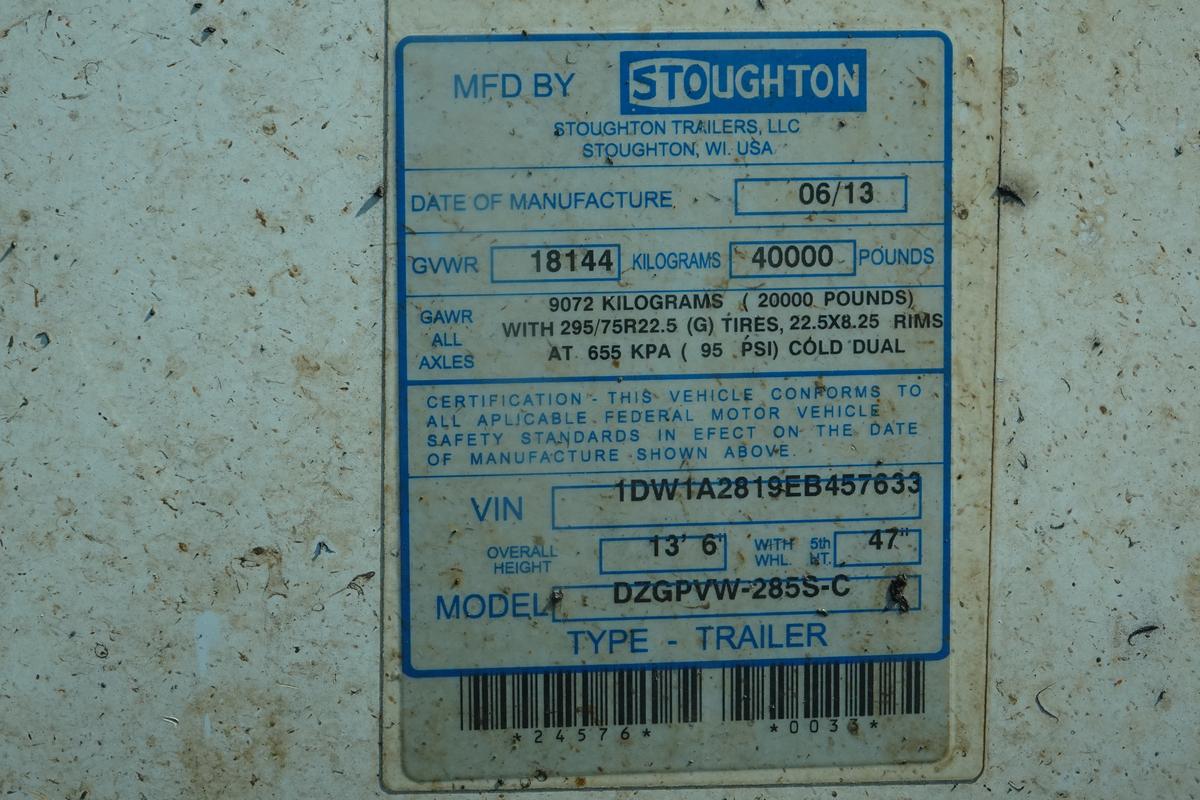 MFD BY STOUGHTON
STOUGHTON TRAILERS, LLC
STOUGHTON, WI. USA
DATE OF MANUFACTURE 06/13
GVWR 18144 KILOGRAMS 40000 POUNDS
GAWR ALL AXLES
9072 KILOGRAMS ( 20000 POUNDS)
WITH 295/75R22.5 (G) TIRES, 22.5X8.25 RIMS
AT 655 KPA ( 95 PSI) COLD DUAL
CERTIFICATION - THIS VEHICLE CONFORMS TO
ALL APLICABLE FEDERAL MOTOR VEHICLE
SAFETY STANDARDS IN EFECT ON THE DATE
OF MANUFACTURE SHOWN ABOVE.
VIN 1DW1A2819EB457633
OVERALL HEIGHT 13' 6" WITH 5th WHL. HT. 47"
MODEL DZGPVW-285S-C
TYPE - TRAILER
*24576* *0033*